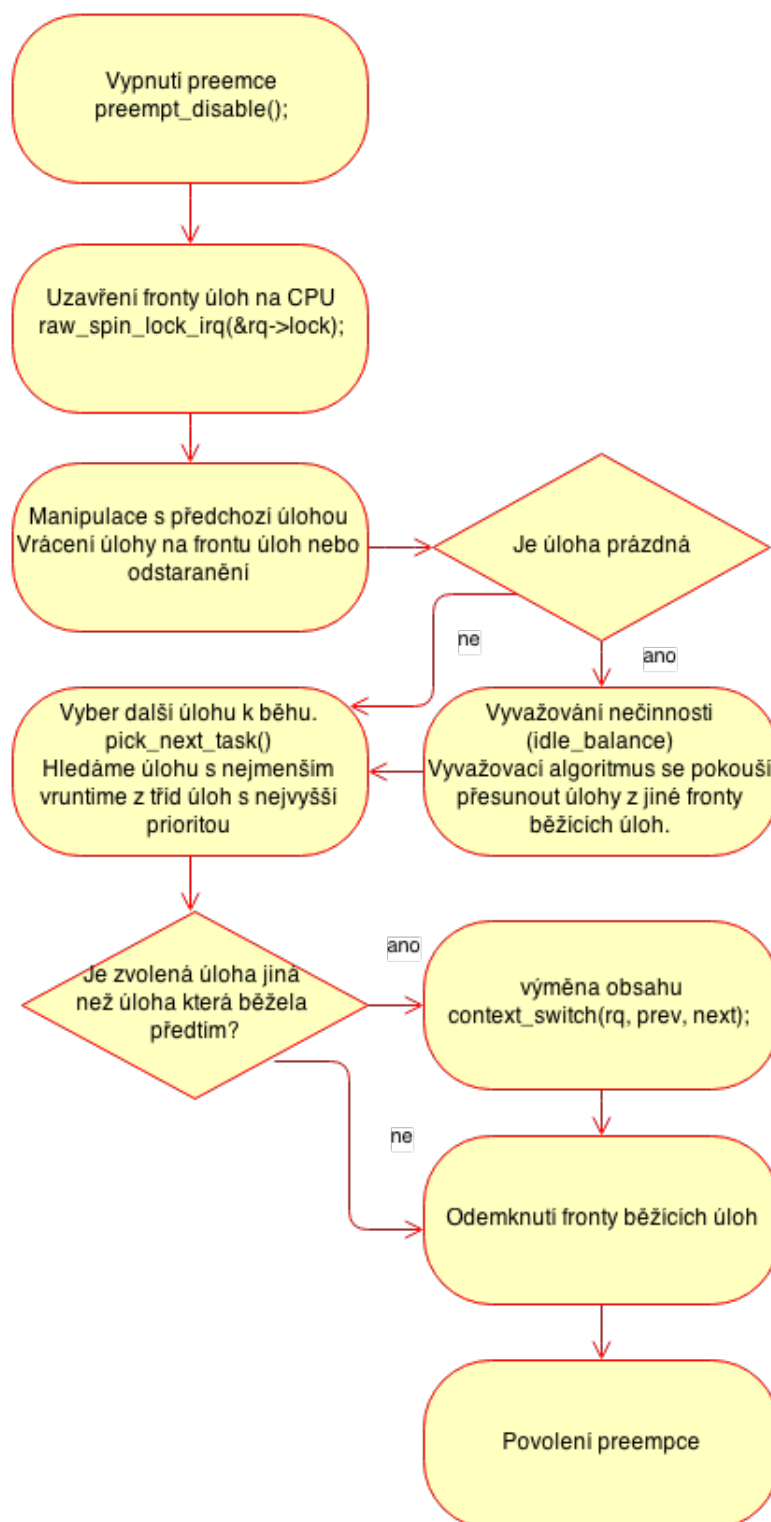 Vypnutí preemce
preempt_disable();
Uzavření fronty úloh na CPU
raw_spin_lock_irq(&rq->lock);
Manipulace s předchozí úlohou
Vrácení úlohy na frontu úloh nebo
odstaranění
Je úloha prázdná
ne
ano
Vyber další úlohu k běhu.
pick_next_task()
Hledáme úlohu s nejmenším
vruntime z tříd úloh s nejvyšší
prioritou
Vyvažování nečinnosti
(idle_balance)
Vyvažovací algoritmus se pokouší
přesunout úlohy z jiné fronty
běžících úloh.
Je zvolená úloha jiná
než úloha která běžela
předtím?
ano
výměna obsahu
context_switch(rq, prev, next);
ne
Odemknutí fronty běžících úloh
Povolení preempce